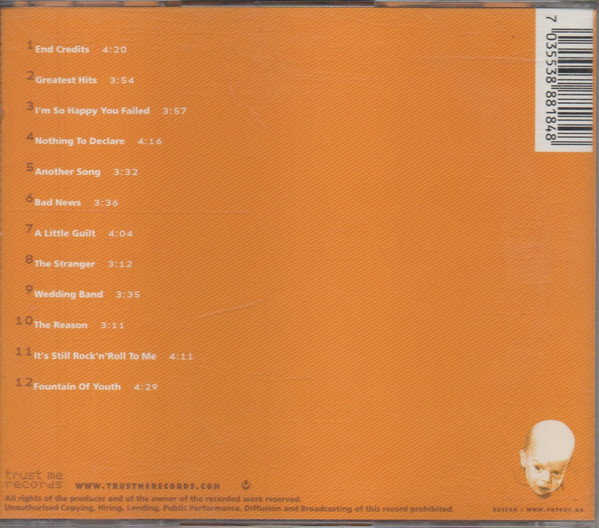 1 End Credits 4:20
2 Greatest Hits 3:54
3 I'm So Happy You Failed 3:57
4 Nothing To Declare 4:16
5 Another Song 3:32
6 Bad News 3:36
7 A Little Guilt 4:04
8 The Stranger 3:12
9 Wedding Band 3:35
10 The Reason 3:11
11 It's Still Rock'n'Roll To Me 4:11
12 Fountain Of Youth 4:29
7 035538 881848
trust me
records
WWW.TRUSTMERECORDS.COM
All rights of the producer and of the owner of the recorded work reserved.
Unauthorised Copying, Hiring, Lending, Public Performance, Diffusion and Broadcasting of this record prohibited.